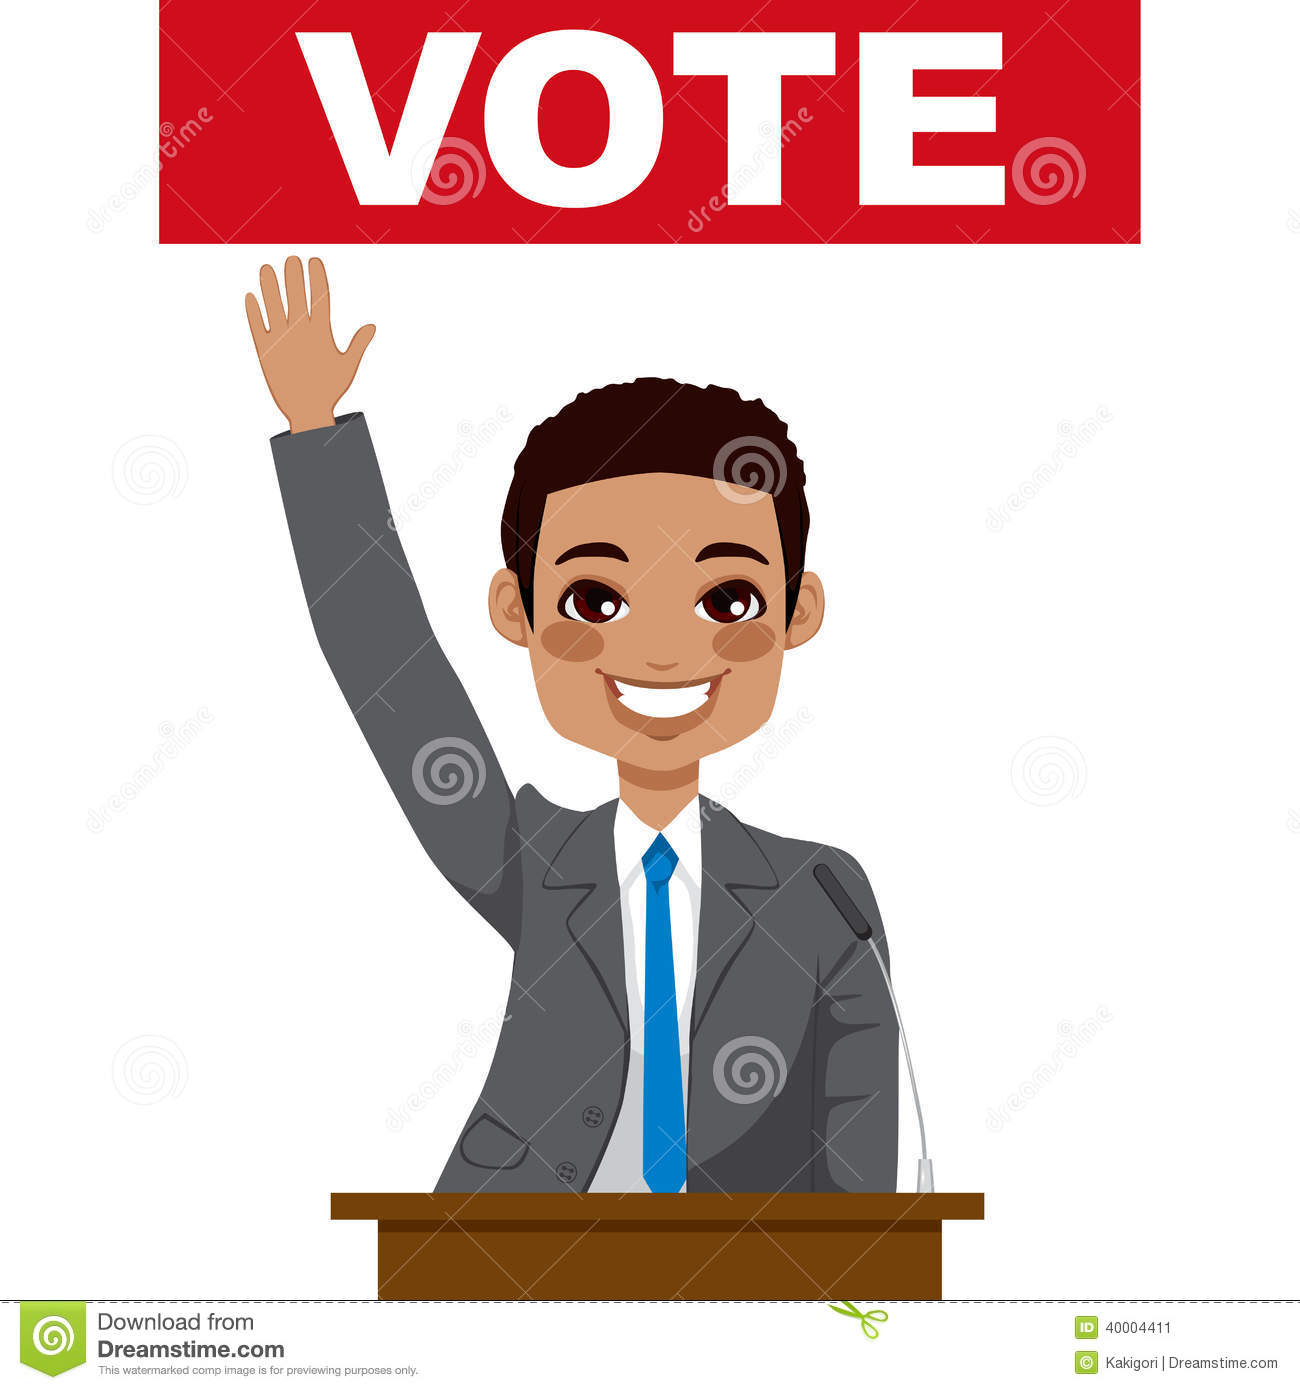 VOTE
dreamstime
Download from
Dreamstime.com
This watermarked comp image is for previewing purposes only.
ID 40004411
© Kakigori | Dreamstime.com